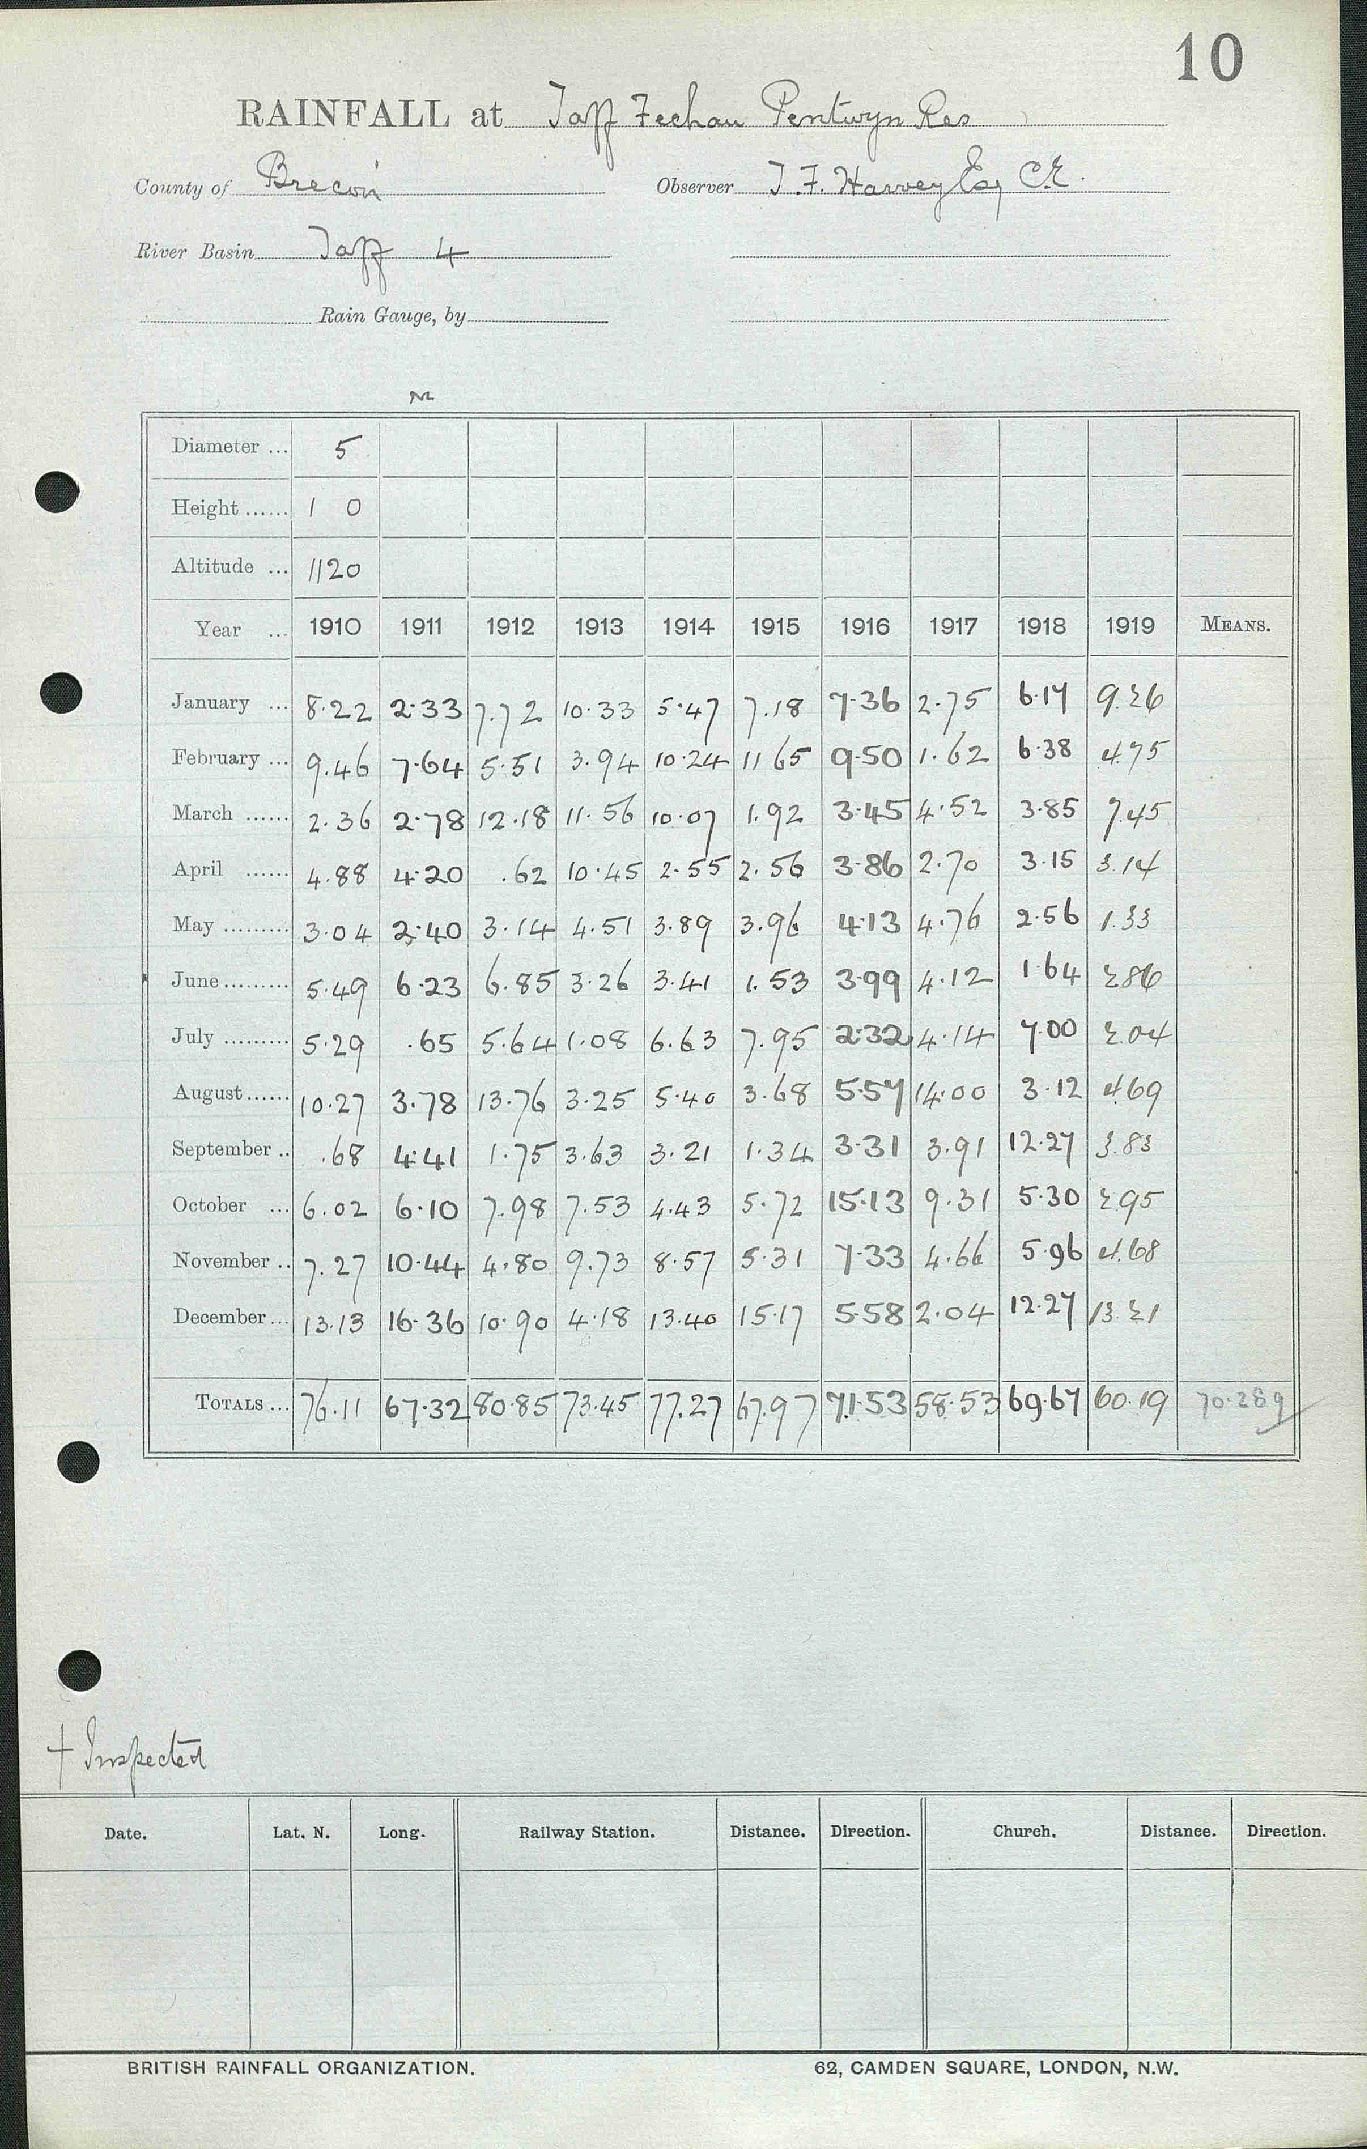 10
RAINFALL at Taff Fechan Pentwyn Res
County of Brecon Observer T. F. Harvey Esq C.E.
River Basin Taff 4
Rain Gauge, by
Diameter ... 5
Height ...... 1 0
Altitude ... 1120
Year ... 1910 1911 1912 1913 1914 1915 1916 1917 1918 1919 MEANS.
January ... 8.22 2.33 7.72 10.33 5.47 7.18 7.36 2.75 6.17 9.26
February ... 9.46 7.64 5.51 3.94 10.24 11 65 9.50 1.62 6.38 4.75
March ...... 2.36 2.78 12.18 11.56 10.07 1.92 3.45 4.52 3.85 7.45
April ...... 4.88 4.20 .62 10.45 2.55 2.56 3.86 2.70 3.15 3.14
May ......... 3.04 2.40 3.14 4.51 3.89 3.96 4.13 4.76 2.56 1.33
June ......... 5.49 6.23 6.85 3.26 3.41 1.53 3.99 4.12 1.64 2.86
July ......... 5.29 .65 5.64 1.08 6.63 7.95 2.32 4.14 7.00 2.04
August ...... 10.27 3.78 13.76 3.25 5.40 3.68 5.57 14.00 3.12 4.69
September .. .68 4.41 1.75 3.63 3.21 1.34 3.31 3.91 12.27 3.83
October ... 6.02 6.10 7.98 7.53 4.43 5.72 15.13 9.31 5.30 2.95
November .. 7.27 10.44 4.80 9.73 8.57 5.31 7.33 4.66 5.96 4.68
December ... 13.13 16.36 10.90 4.18 13.40 15.17 5.58 2.04 12.27 13.21
TOTALS ... 76.11 67.32 80.85 73.45 77.27 67.97 71.53 58.53 69.67 60.19 70.289
+ Inspected
Date. Lat. N. Long. Railway Station. Distance. Direction. Church. Distance. Direction.
BRITISH RAINFALL ORGANIZATION. 62, CAMDEN SQUARE, LONDON, N.W.